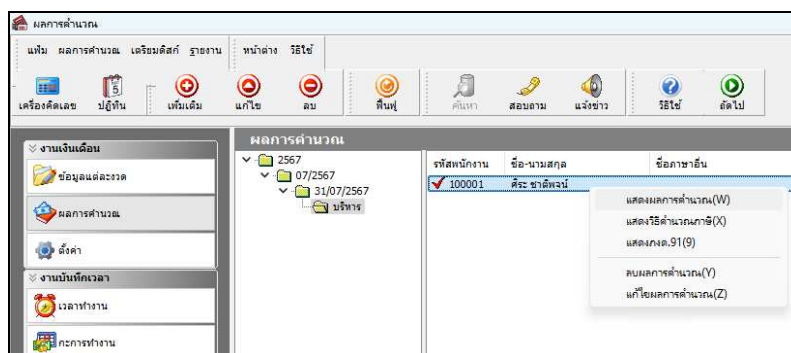 ผลการคำนวณ
แฟ้ม ผลการคำนวณ เตรียมดิสก์ รายงาน หน้าต่าง วิธีใช้
เครื่องคิดเลข ปฏิทิน เพิ่มเติม แก้ไข ลบ ฟื้นฟู ค้นหา สอบถาม แจ้งข่าว วิธีใช้ ถัดไป
งานเงินเดือน
ข้อมูลแต่ละงวด
ผลการคำนวณ
ตั้งค่า
งานบันทึกเวลา
เวลาทำงาน
กะการทำงาน
ผลการคำนวณ
2567
07/2567
31/07/2567
บริหาร
รหัสพนักงาน ชื่อ-นามสกุล ชื่อภาษาอื่น
100001 ศิระ ชาติพจน์
แสดงผลการคำนวณ(W)
แสดงวิธีคำนวณภาษี(X)
แสดงภงด.91(9)
ลบผลการคำนวณ(Y)
แก้ไขผลการคำนวณ(Z)